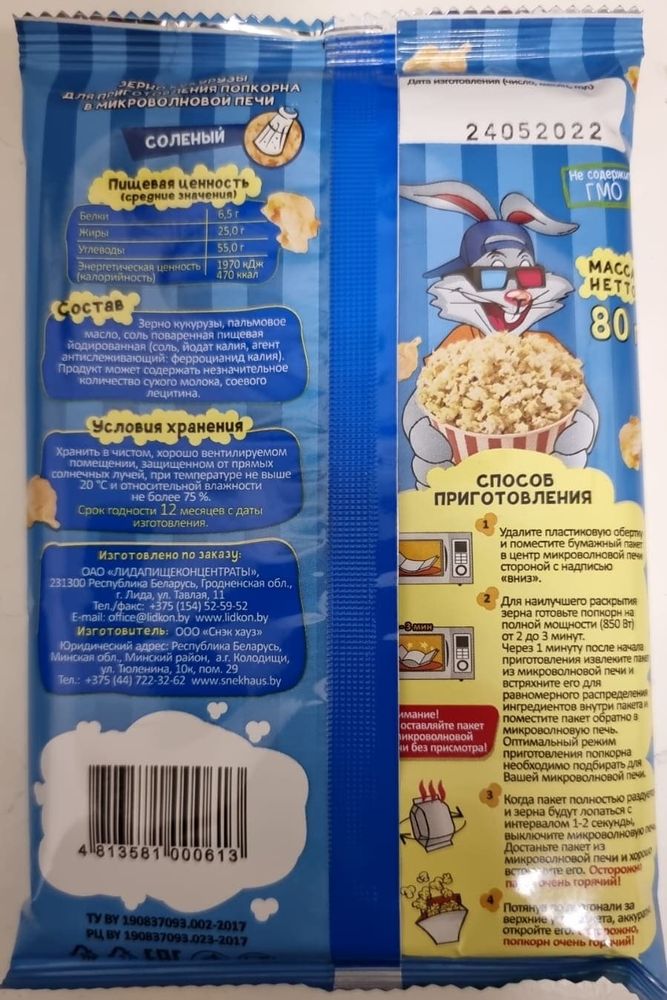 ЗЕРНО КУКУРУЗЫ
ДЛЯ ПРИГОТОВЛЕНИЯ ПОПКОРНА
В МИКРОВОЛНОВОЙ ПЕЧИ
СОЛЕНЫЙ
Пищевая ценность
(средние значения)
Белки 6,5 г
Жиры 25,0 г
Углеводы 55,0 г
Энергетическая ценность 1970 кДж
(калорийность) 470 ккал
Состав
Зерно кукурузы, пальмовое
масло, соль поваренная пищевая
йодированная (соль, йодат калия, агент
антислеживающий: ферроцианид калия).
Продукт может содержать незначительное
количество сухого молока, соевого
лецитина.
Условия хранения
Хранить в чистом, хорошо вентилируемом
помещении, защищенном от прямых
солнечных лучей, при температуре не выше
20 °С и относительной влажности
не более 75 %.
Срок годности 12 месяцев с даты
изготовления.
Изготовлено по заказу:
ОАО «ЛИДАПИЩЕКОНЦЕНТРАТЫ»,
231300 Республика Беларусь, Гродненская обл.,
г. Лида, ул. Тавлая, 11
Тел./факс: +375 (154) 52-59-52
E-mail: office@lidkon.by www.lidkon.by
Изготовитель: ООО «Снэк хауз»
Юридический адрес: Республика Беларусь,
Минская обл., Минский район, а.г. Колодищи,
ул. Тюленина, 10к, пом. 29
Тел.: +375 (44) 722-32-62 www.snekhaus.by
4 813581 000613
ТУ BY 190837093.002-2017
РЦ BY 190837093.023-2017
Дата изготовления (число, месяц, год)
24052022
Не содержит
ГМО
МАССА
НЕТТО
80
СПОСОБ
ПРИГОТОВЛЕНИЯ
1 Удалите пластиковую обертку
и поместите бумажный пакет
в центр микроволновой печи
стороной с надписью
«вниз».
2 Для наилучшего раскрытия
зерна готовьте попкорн на
полной мощности (850 Вт)
от 2 до 3 минут.
Через 1 минуту после начала
приготовления извлеките пакет
из микроволновой печи и
встряхните его для
равномерного распределения
ингредиентов внутри пакета и
поместите пакет обратно в
микроволновую печь.
Оптимальный режим
приготовления попкорна
необходимо подбирать для
Вашей микроволновой печи.
3 мин
имание!
оставляйте пакет
икроволновой
чи без присмотра!
3 Когда пакет полностью раздуется
и зерна будут лопаться с
интервалом 1-2 секунды,
выключите микроволновую печь.
Достаньте пакет из
микроволновой печи и хорошо
встряхните его. Осторожно,
пакет очень горячий!
4 Потянув по диагонали за
верхние углы пакета, аккуратно
откройте его. Осторожно,
попкорн очень горячий!